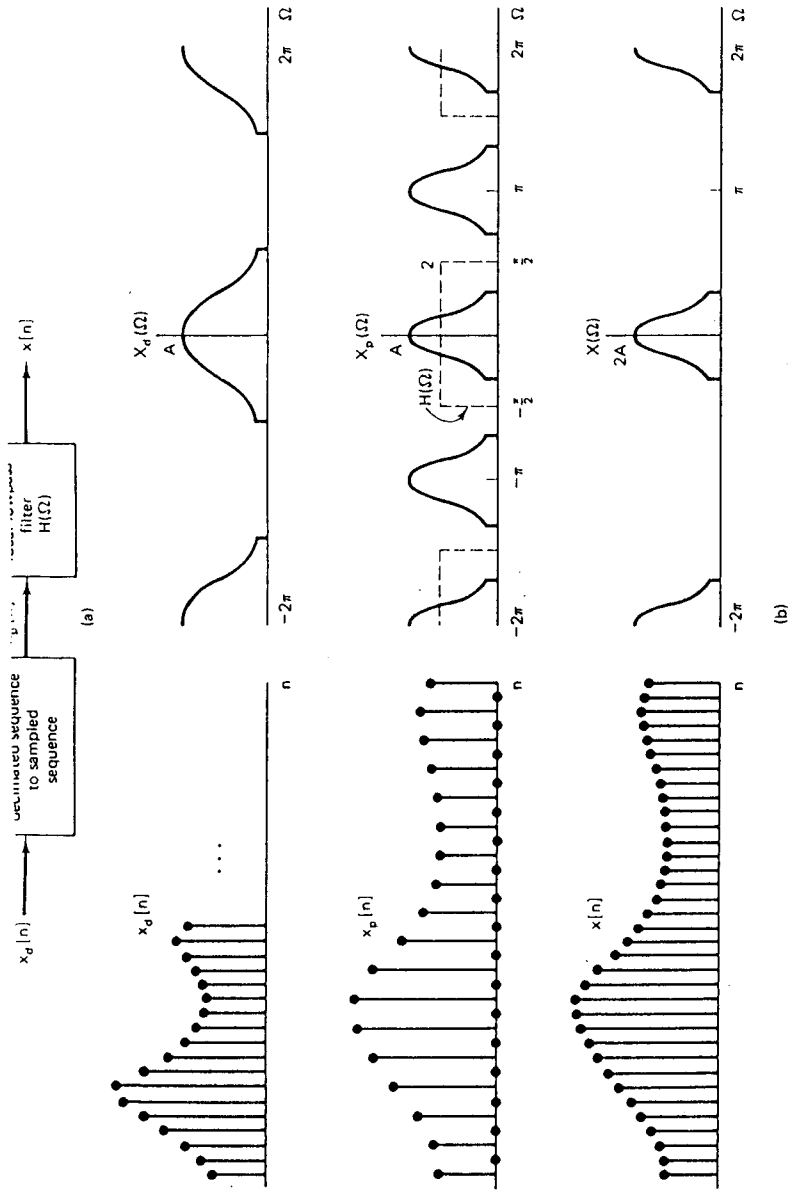 x_d[n]
decimated sequence
to sampled
sequence
filter
H(Ω)
x[n]
(a)
x_d[n]
...
n
X_d(Ω)
A
-2π
2π
Ω
x_p[n]
n
X_p(Ω)
A
H(Ω)
2
-2π
-π
-π/2
π/2
π
2π
Ω
x[n]
n
X(Ω)
2A
-2π
π
2π
Ω
(b)